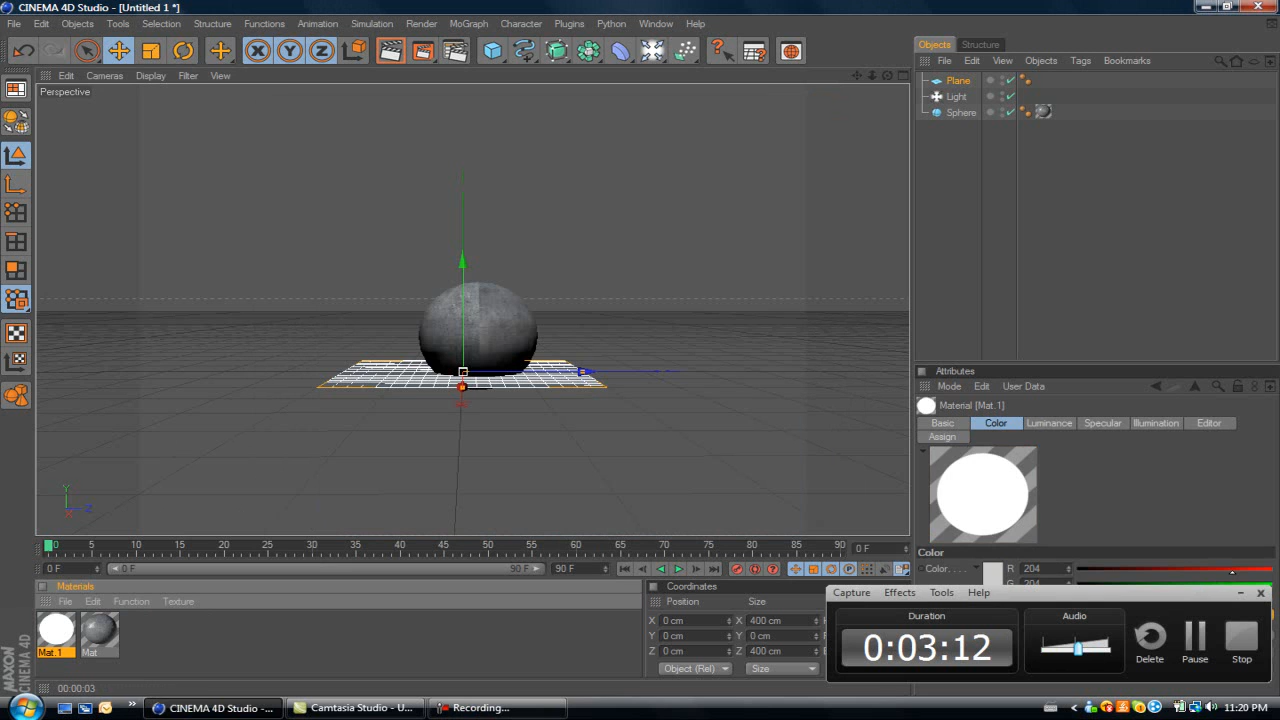 CINEMA 4D Studio - [Untitled 1 *]
File Edit Objects Tools Selection Structure Functions Animation Simulation Render MoGraph Character Plugins Python Window Help
Edit Cameras Display Filter View
Perspective
Y
Z
X
0 5 10 15 20 25 30 35 40 45 50 55 60 65 70 75 80 85 90 0 F
0 F 0 F 90 F 90 F
Materials
File Edit Function Texture
Mat.1 Mat
MAXON
CINEMA 4D
Coordinates
Position Size
X 0 cm X 400 cm
Y 0 cm Y 0 cm
Z 0 cm Z 400 cm
Object (Rel) Size
00:00:03
Objects Structure
File Edit View Objects Tags Bookmarks
Plane
Light
Sphere
Attributes
Mode Edit User Data
Material [Mat.1]
Basic Color Luminance Specular Illumination Editor
Assign
Color
Color. . . . R 204
G 204
Capture Effects Tools Help
Duration Audio
0:03:12
Delete Pause Stop
CINEMA 4D Studio -... Camtasia Studio - U... Recording... 11:20 PM